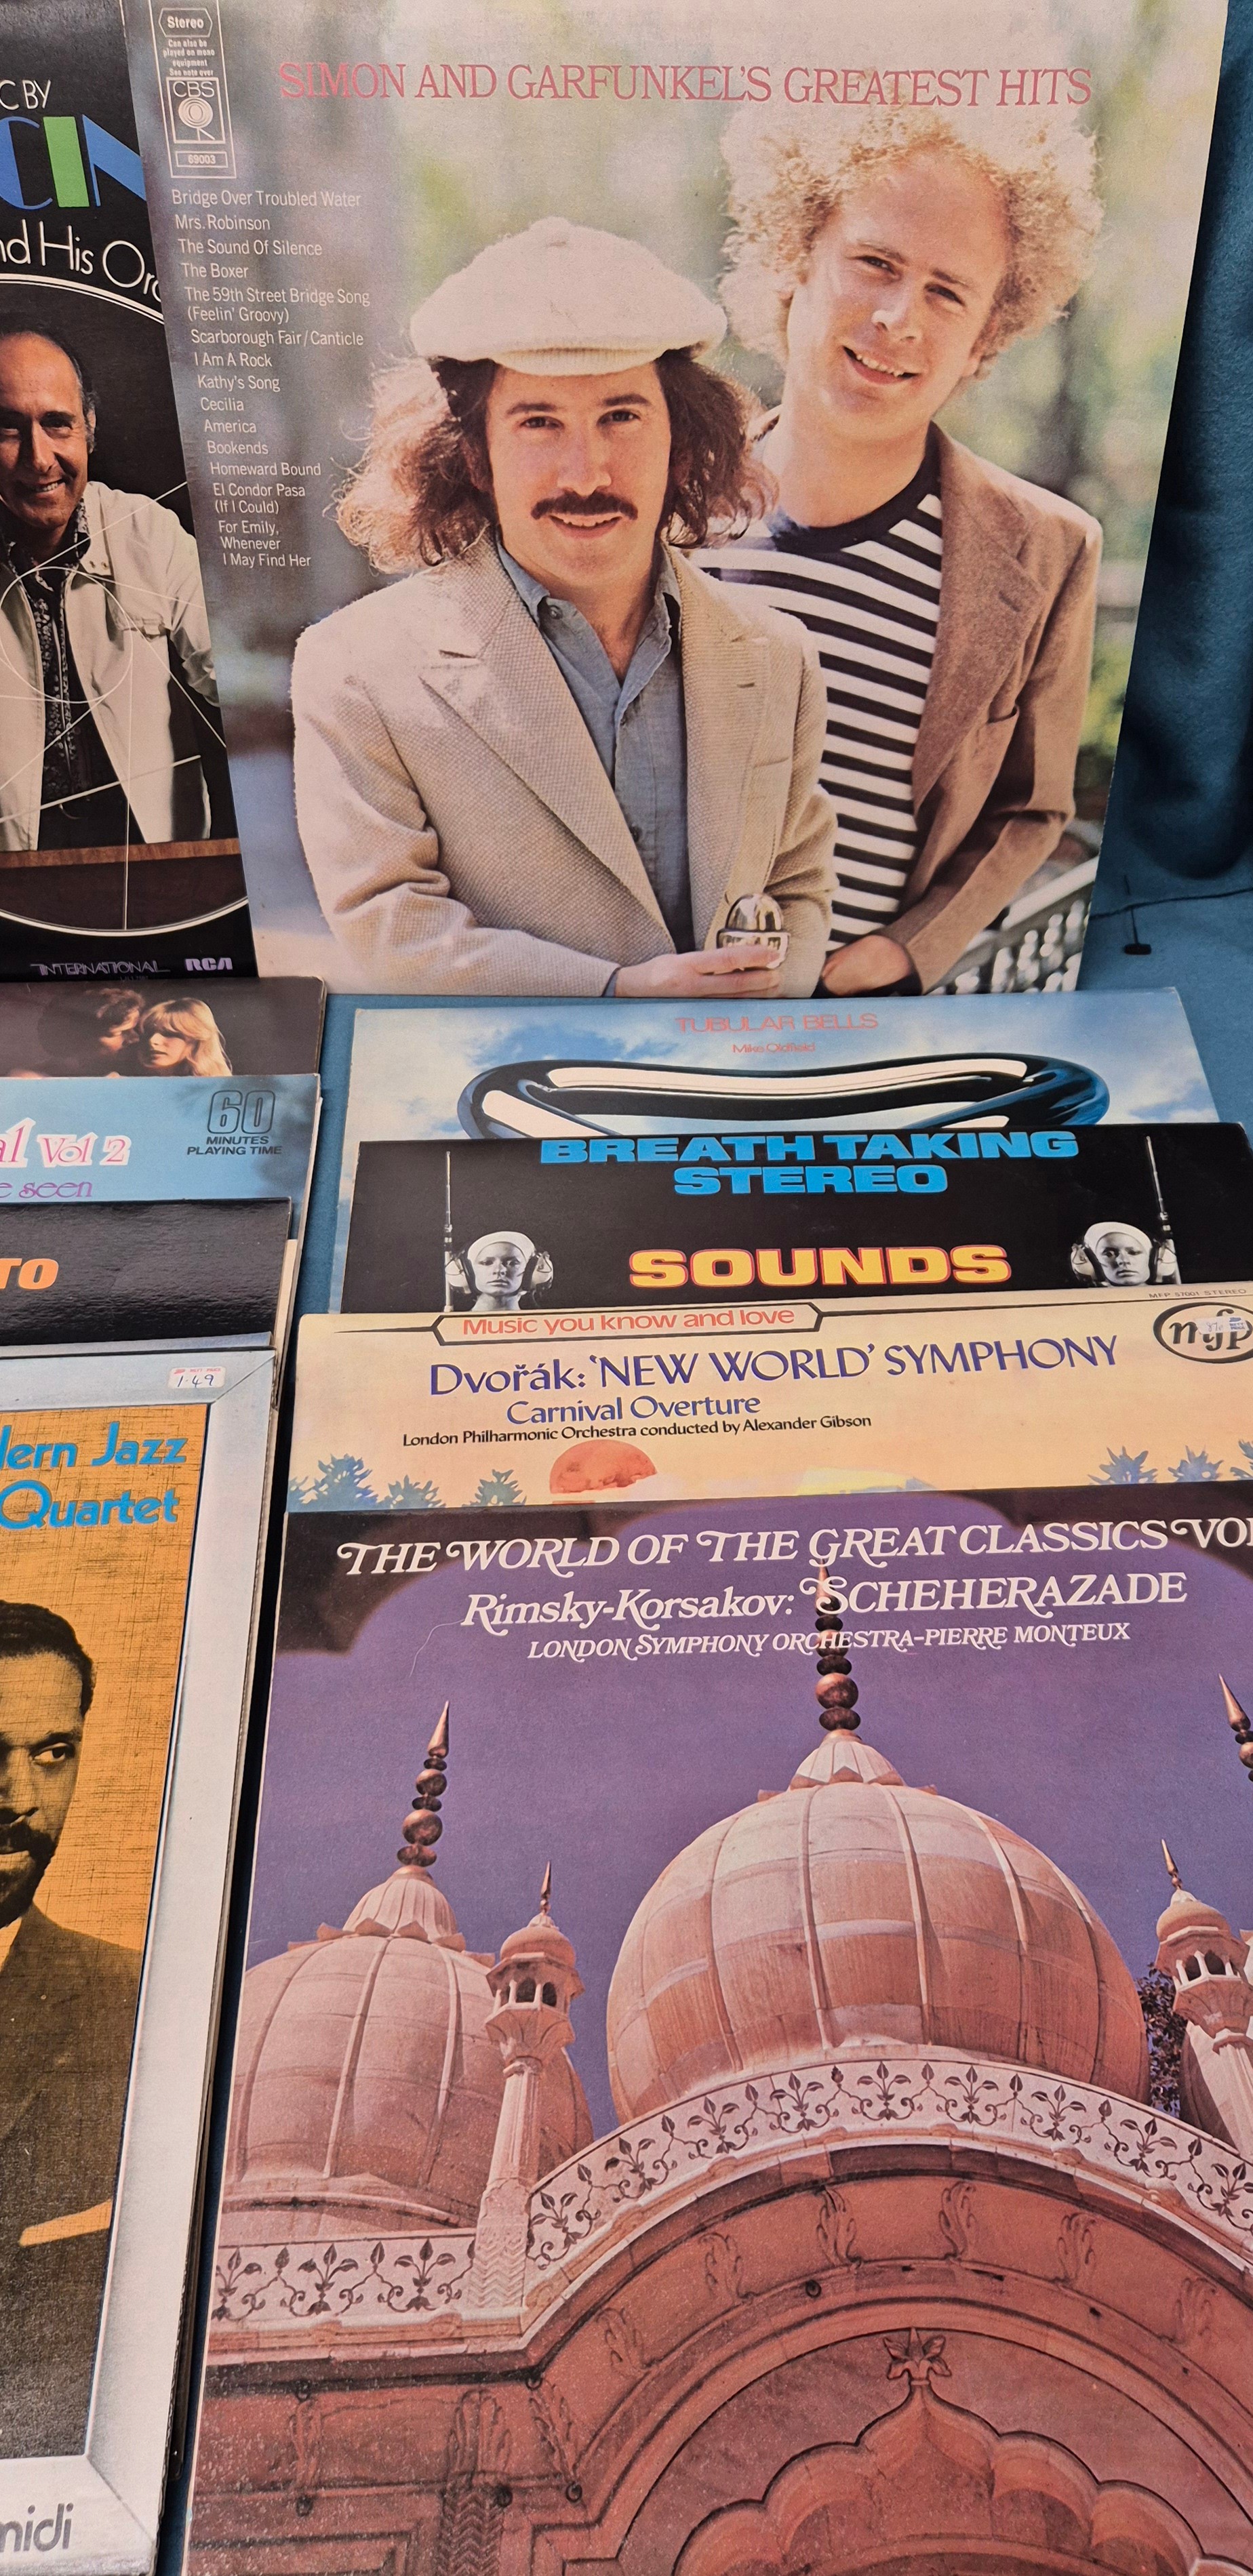 C BY
CIN
nd His Orc
INTERNATIONAL RCA
Stereo
Can also be
played on mono
equipment
See note over
CBS
69003
SIMON AND GARFUNKEL'S GREATEST HITS
Bridge Over Troubled Water
Mrs. Robinson
The Sound Of Silence
The Boxer
The 59th Street Bridge Song
(Feelin' Groovy)
Scarborough Fair/Canticle
I Am A Rock
Kathy's Song
Cecilia
America
Bookends
Homeward Bound
El Condor Pasa
(If I Could)
For Emily,
Whenever
I May Find Her
60
MINUTES
PLAYING TIME
al Vol 2
e seen
TO
1.49
dern Jazz
Quartet
midi
TUBULAR BELLS
Mike Oldfield
BREATH TAKING
STEREO
SOUNDS
MFP 57001 STEREO
mfp
Music you know and love
Dvořák: 'NEW WORLD' SYMPHONY
Carnival Overture
London Philharmonic Orchestra conducted by Alexander Gibson
THE WORLD OF THE GREAT CLASSICS VO
Rimsky-Korsakov: SCHEHERAZADE
LONDON SYMPHONY ORCHESTRA-PIERRE MONTEUX